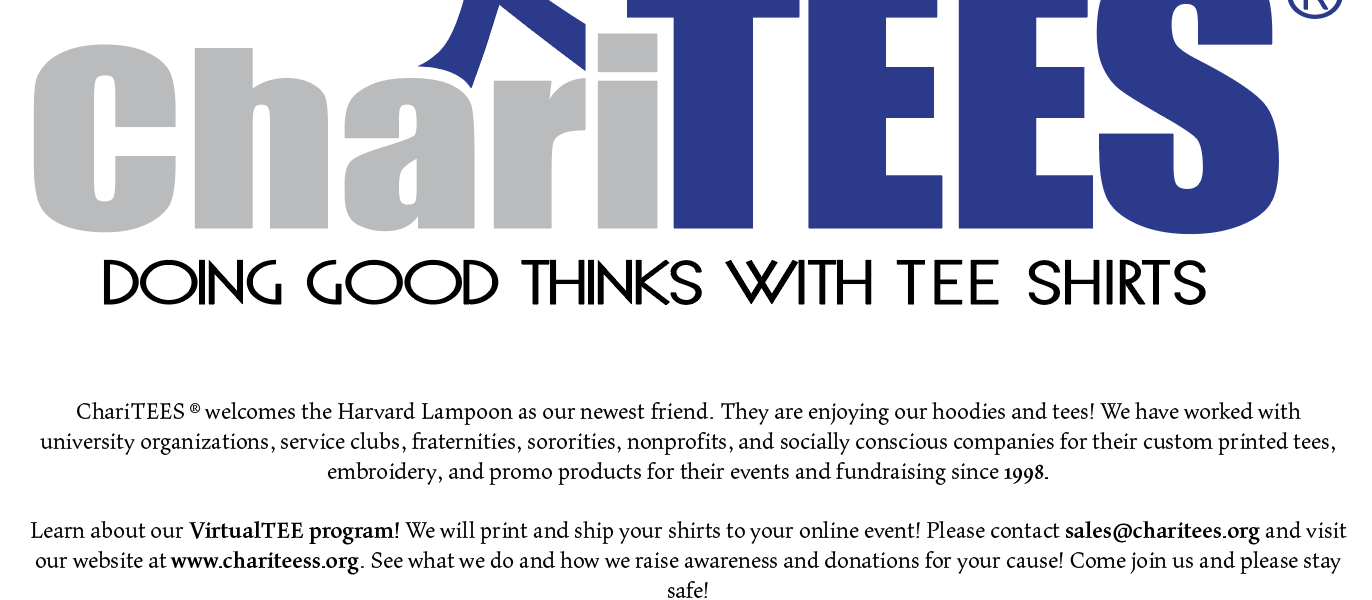 ChariTEES®
DOING GOOD THINKS WITH TEE SHIRTS
ChariTEES ® welcomes the Harvard Lampoon as our newest friend. They are enjoying our hoodies and tees! We have worked with
university organizations, service clubs, fraternities, sororities, nonprofits, and socially conscious companies for their custom printed tees,
embroidery, and promo products for their events and fundraising since 1998.
Learn about our VirtualTEE program! We will print and ship your shirts to your online event! Please contact sales@charitees.org and visit
our website at www.chariteess.org. See what we do and how we raise awareness and donations for your cause! Come join us and please stay
safe!